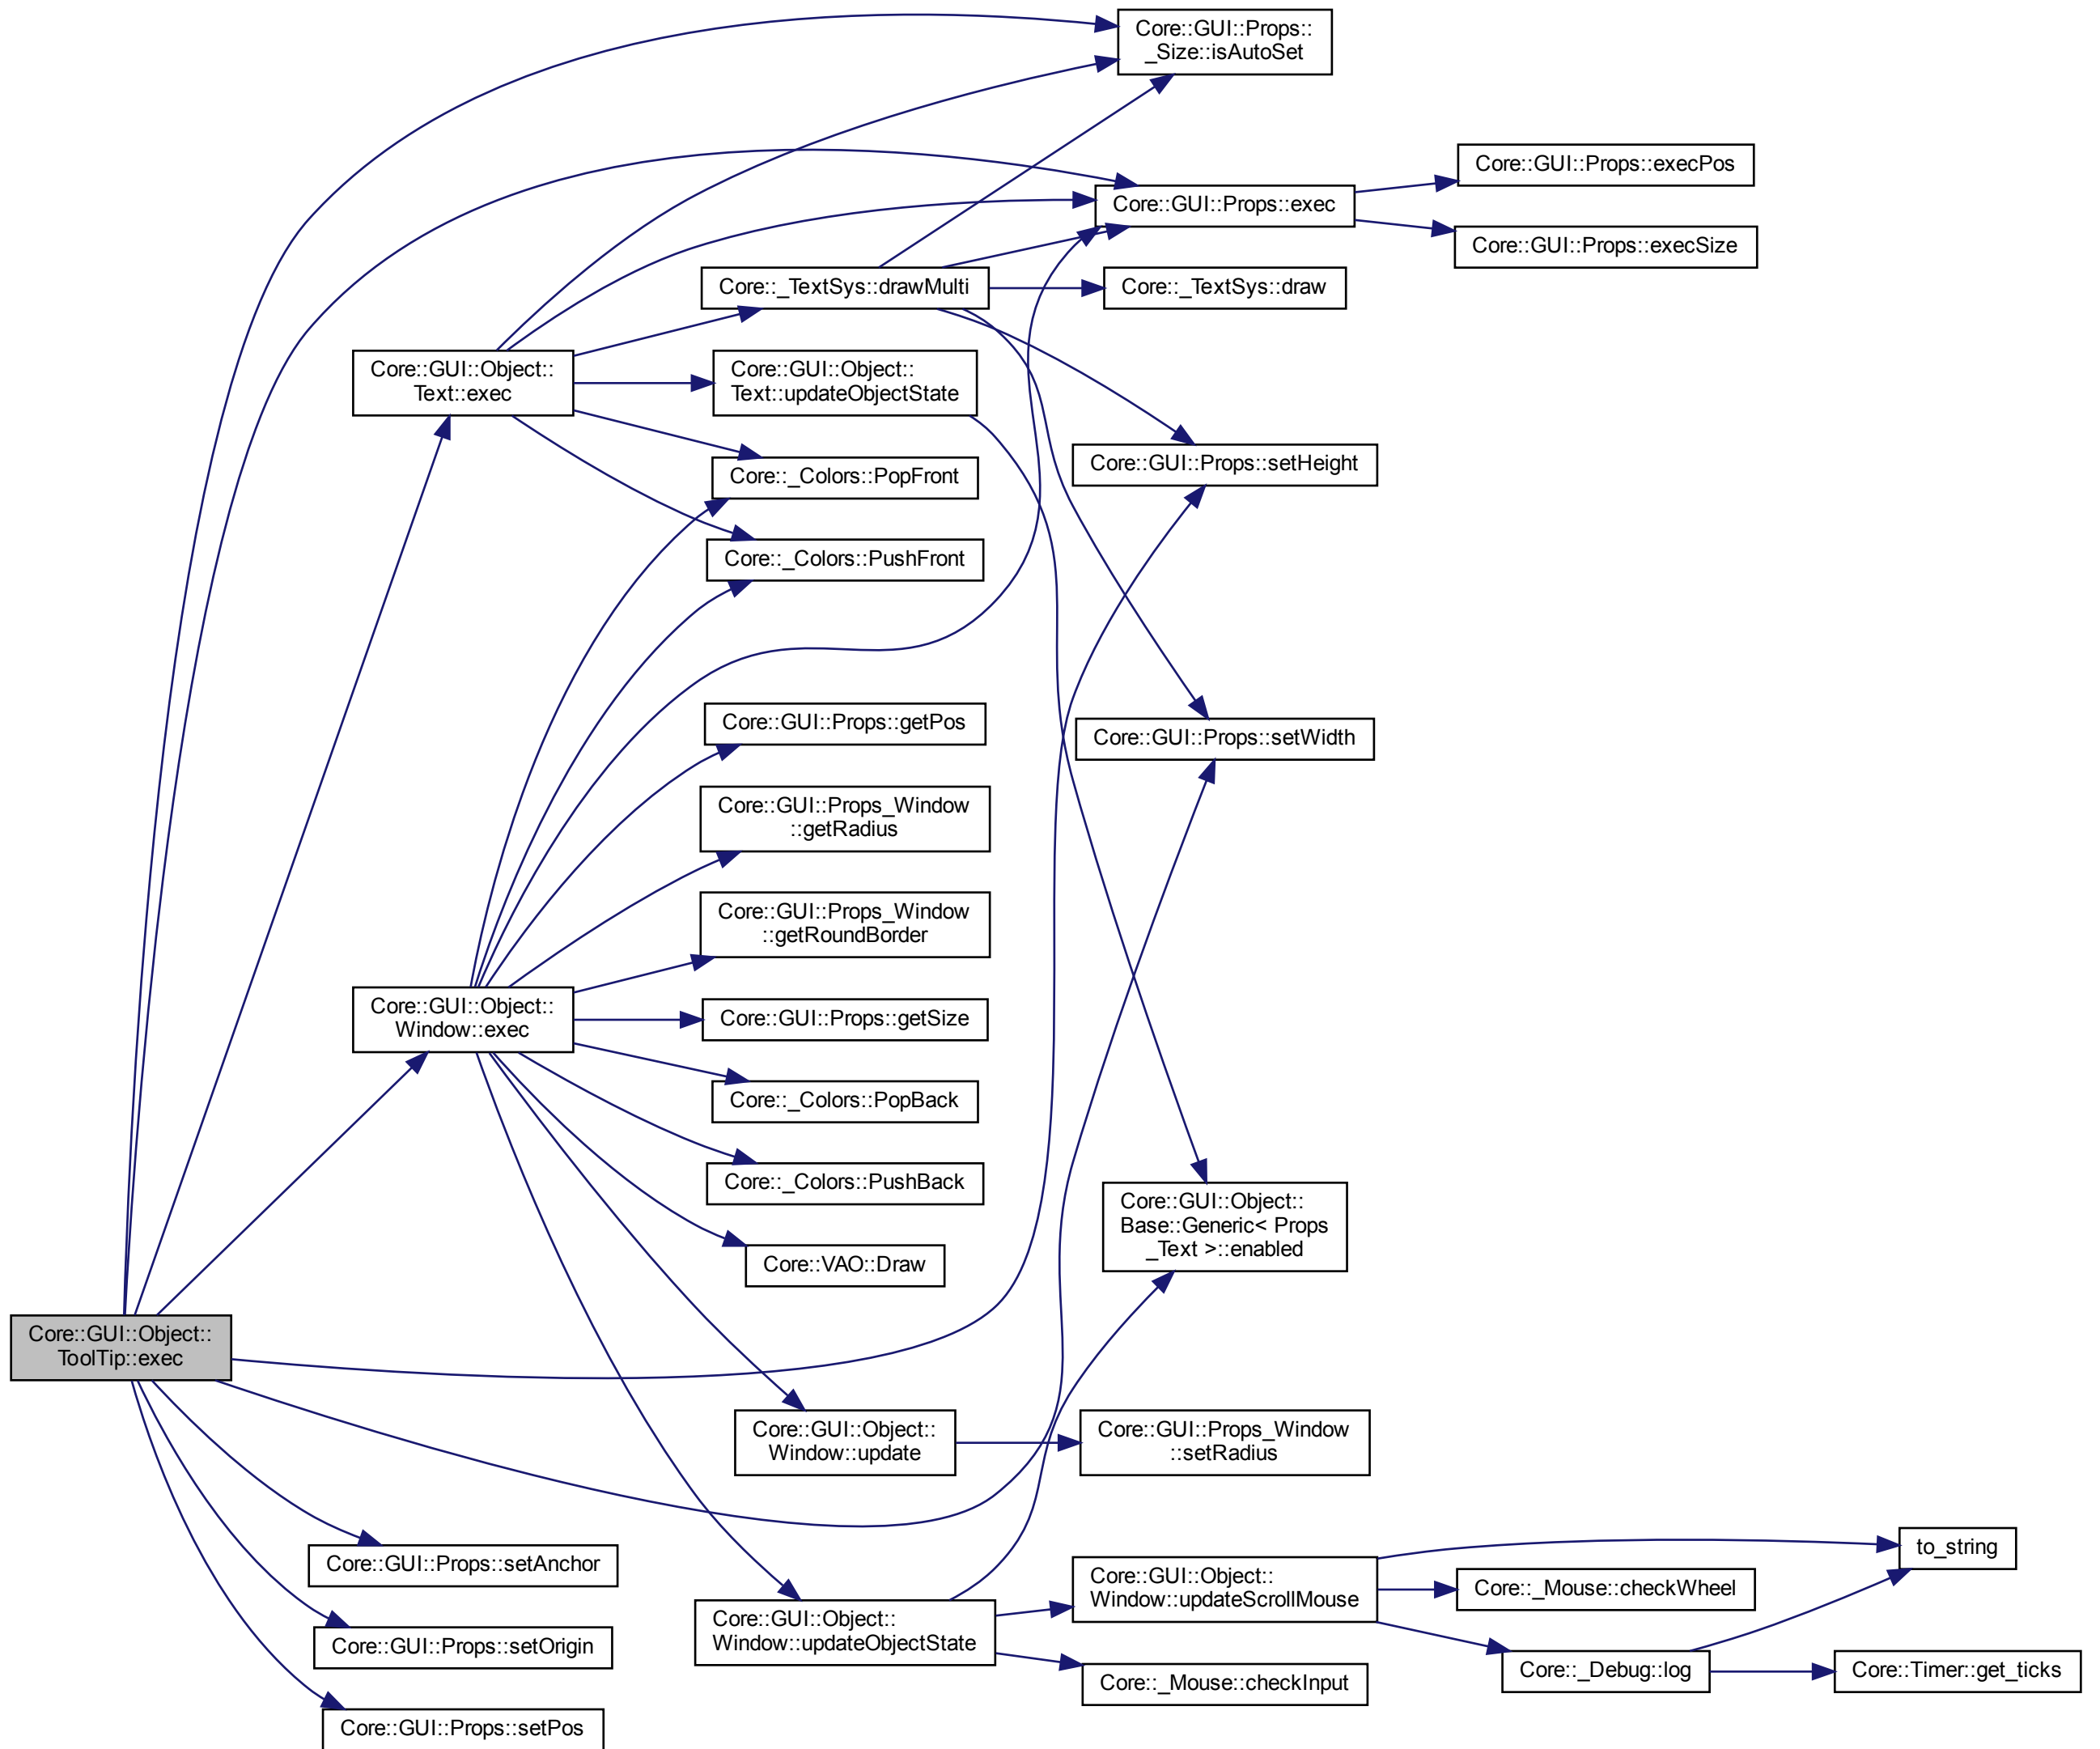 Core::GUI::Props::
_Size::isAutoSet
Core::GUI::Props::execPos
Core::GUI::Props::exec
Core::GUI::Props::execSize
Core::_TextSys::drawMulti
Core::_TextSys::draw
Core::GUI::Object::
Text::exec
Core::GUI::Object::
Text::updateObjectState
Core::_Colors::PopFront
Core::GUI::Props::setHeight
Core::_Colors::PushFront
Core::GUI::Props::getPos
Core::GUI::Props::setWidth
Core::GUI::Props_Window
::getRadius
Core::GUI::Props_Window
::getRoundBorder
Core::GUI::Object::
Window::exec
Core::GUI::Props::getSize
Core::_Colors::PopBack
Core::_Colors::PushBack
Core::GUI::Object::
Base::Generic< Props
_Text >::enabled
Core::VAO::Draw
Core::GUI::Object::
ToolTip::exec
Core::GUI::Object::
Window::update
Core::GUI::Props_Window
::setRadius
Core::GUI::Props::setAnchor
Core::GUI::Props::setOrigin
Core::GUI::Props::setPos
Core::GUI::Object::
Window::updateObjectState
Core::GUI::Object::
Window::updateScrollMouse
Core::_Mouse::checkInput
to_string
Core::_Mouse::checkWheel
Core::_Debug::log
Core::Timer::get_ticks